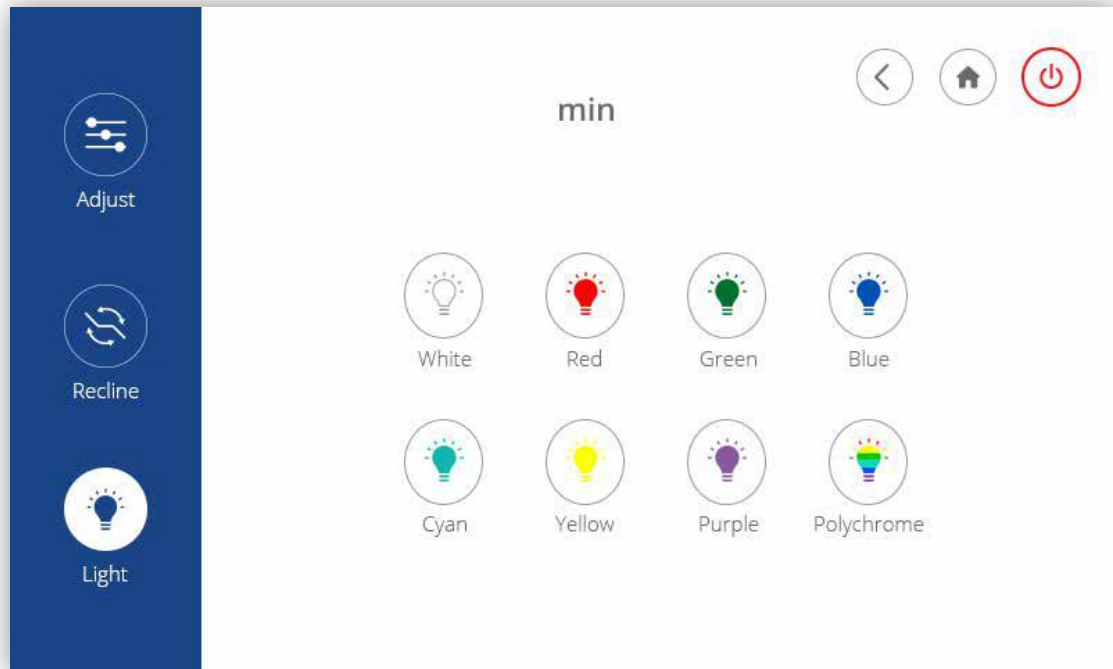 min
Adjust
Recline
Light
White Red Green Blue
Cyan Yellow Purple Polychrome